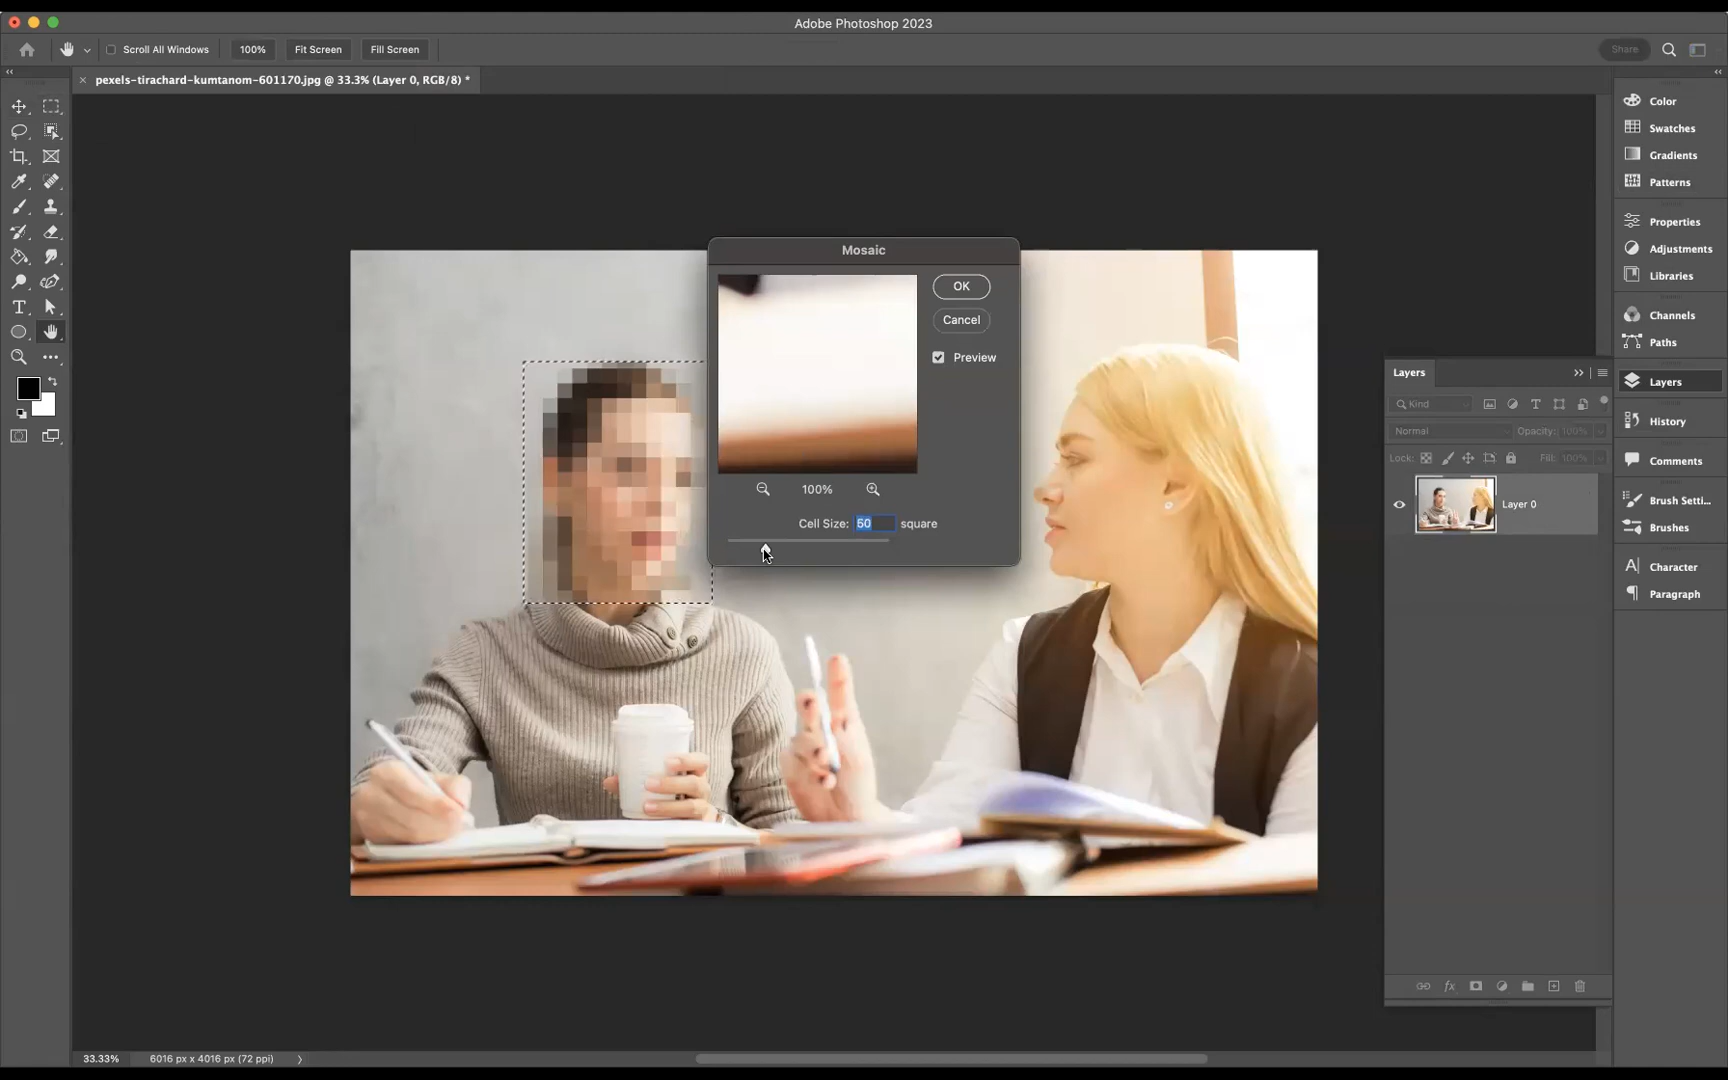 Adobe Photoshop 2023
Scroll All Windows 100% Fit Screen Fill Screen Share
pexels-tirachard-kumtanom-601170.jpg @ 33.3% (Layer 0, RGB/8) *
Color
Swatches
Gradients
Patterns
Properties
Adjustments
Libraries
Channels
Paths
Layers
History
Comments
Brush Setti...
Brushes
Character
Paragraph
Mosaic
OK
Cancel
Preview
100%
Cell Size: 50 square
Layers
Kind
Normal Opacity: 100%
Lock: Fill: 100%
Layer 0
33.33% 6016 px x 4016 px (72 ppi)